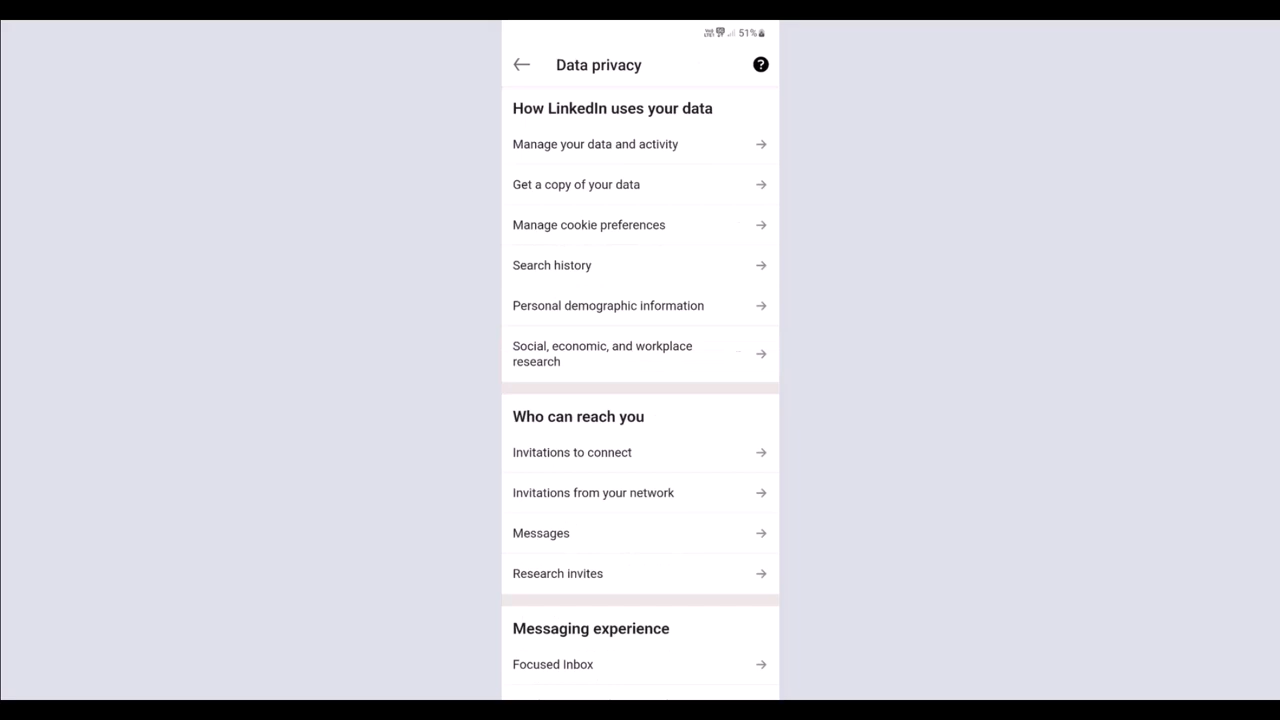 51%
Data privacy
How LinkedIn uses your data
Manage your data and activity
Get a copy of your data
Manage cookie preferences
Search history
Personal demographic information
Social, economic, and workplace
research
Who can reach you
Invitations to connect
Invitations from your network
Messages
Research invites
Messaging experience
Focused Inbox